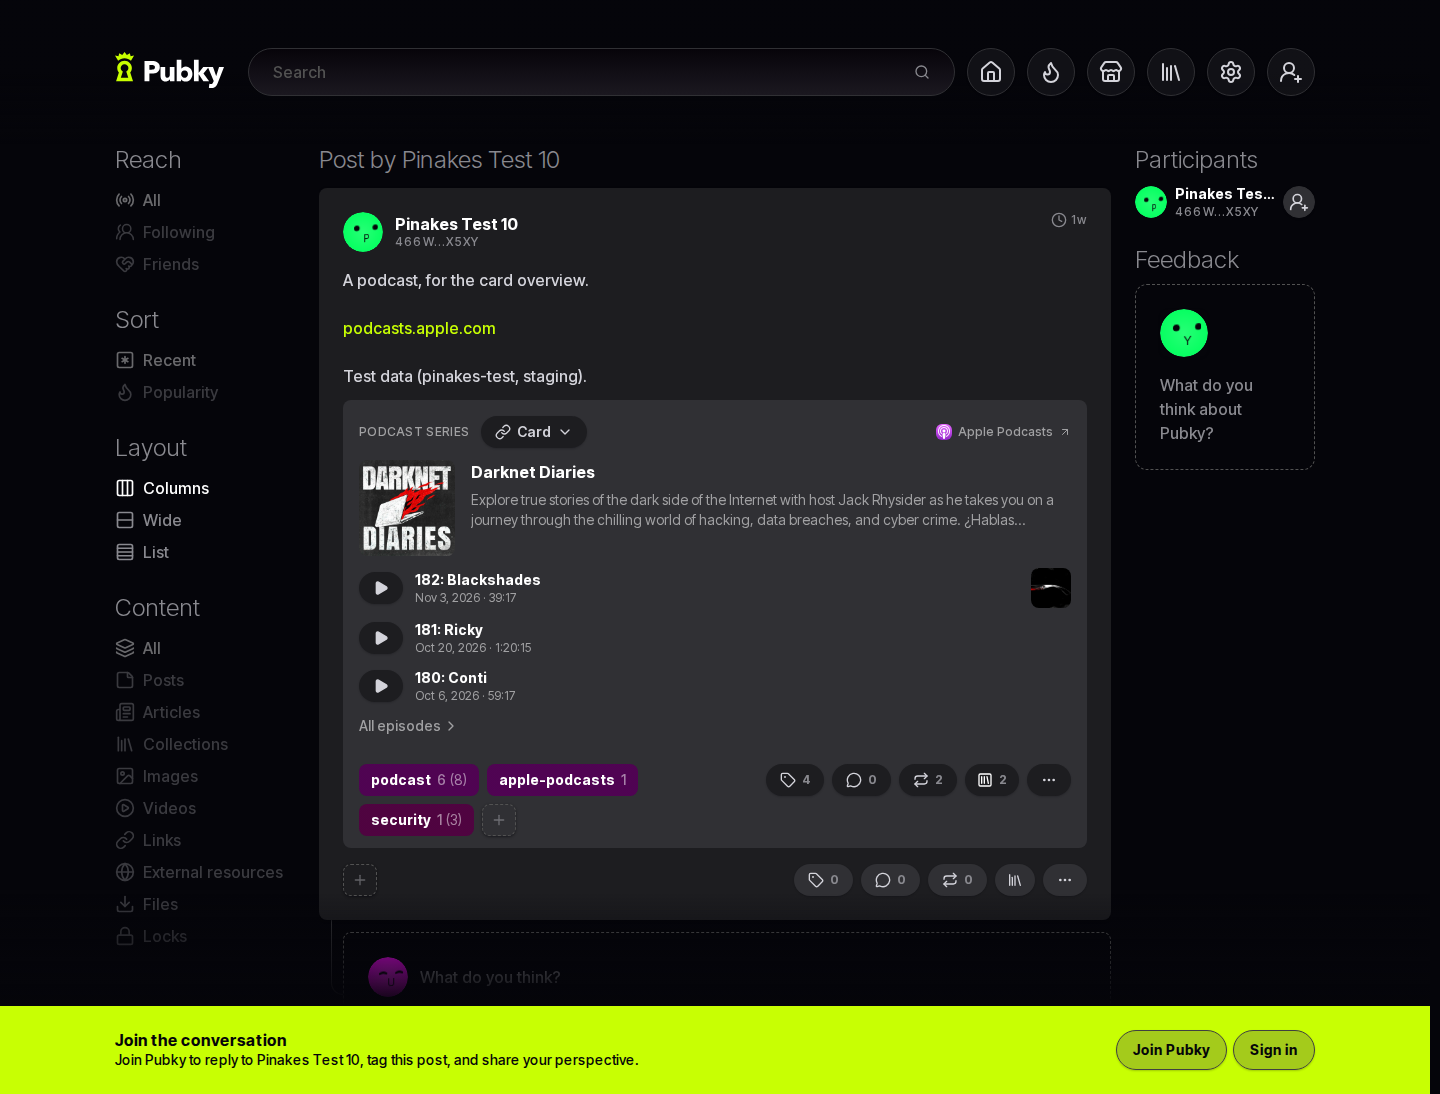 Pubky
Search
Reach
All
Following
Friends
Sort
Recent
Popularity
Layout
Columns
Wide
List
Content
All
Posts
Articles
Collections
Images
Videos
Links
External resources
Files
Locks
Post by Pinakes Test 10
Pinakes Test 10
466W...X5XY
1w
A podcast, for the card overview.
podcasts.apple.com
Test data (pinakes-test, staging).
PODCAST SERIES
Card
Apple Podcasts
DARKNET
DIARIES
Darknet Diaries
Explore true stories of the dark side of the Internet with host Jack Rhysider as he takes you on a
journey through the chilling world of hacking, data breaches, and cyber crime. ¿Hablas...
182: Blackshades
Nov 3, 2026 · 39:17
181: Ricky
Oct 20, 2026 · 1:20:15
180: Conti
Oct 6, 2026 · 59:17
All episodes
podcast 6 (8)
apple-podcasts 1
4
0
2
2
security 1 (3)
0
0
0
What do you think?
Participants
Pinakes Tes...
466W...X5XY
Feedback
What do you
think about
Pubky?
Join the conversation
Join Pubky to reply to Pinakes Test 10, tag this post, and share your perspective.
Join Pubky
Sign in